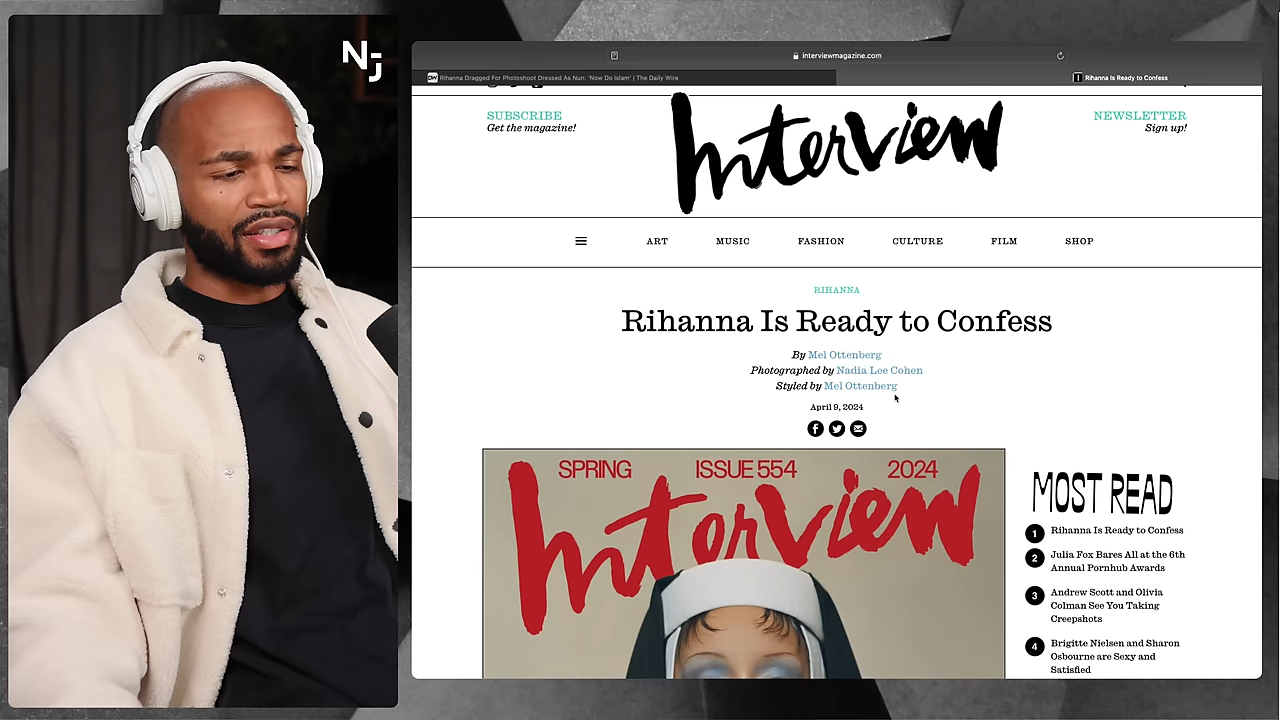 NJ
interviewmagazine.com
DW Rihanna Dragged For Photoshoot Dressed As Nun: 'Now Do Islam' | The Daily Wire
I Rihanna Is Ready to Confess
SUBSCRIBE
Get the magazine!
Interview
NEWSLETTER
Sign up!
ART MUSIC FASHION CULTURE FILM SHOP
RIHANNA
Rihanna Is Ready to Confess
By Mel Ottenberg
Photographed by Nadia Lee Cohen
Styled by Mel Ottenberg
April 9, 2024
SPRING ISSUE 554 2024
Interview
MOST READ
1 Rihanna Is Ready to Confess
2 Julia Fox Bares All at the 6th
Annual Pornhub Awards
3 Andrew Scott and Olivia
Colman See You Taking
Creepshots
4 Brigitte Nielsen and Sharon
Osbourne are Sexy and
Satisfied